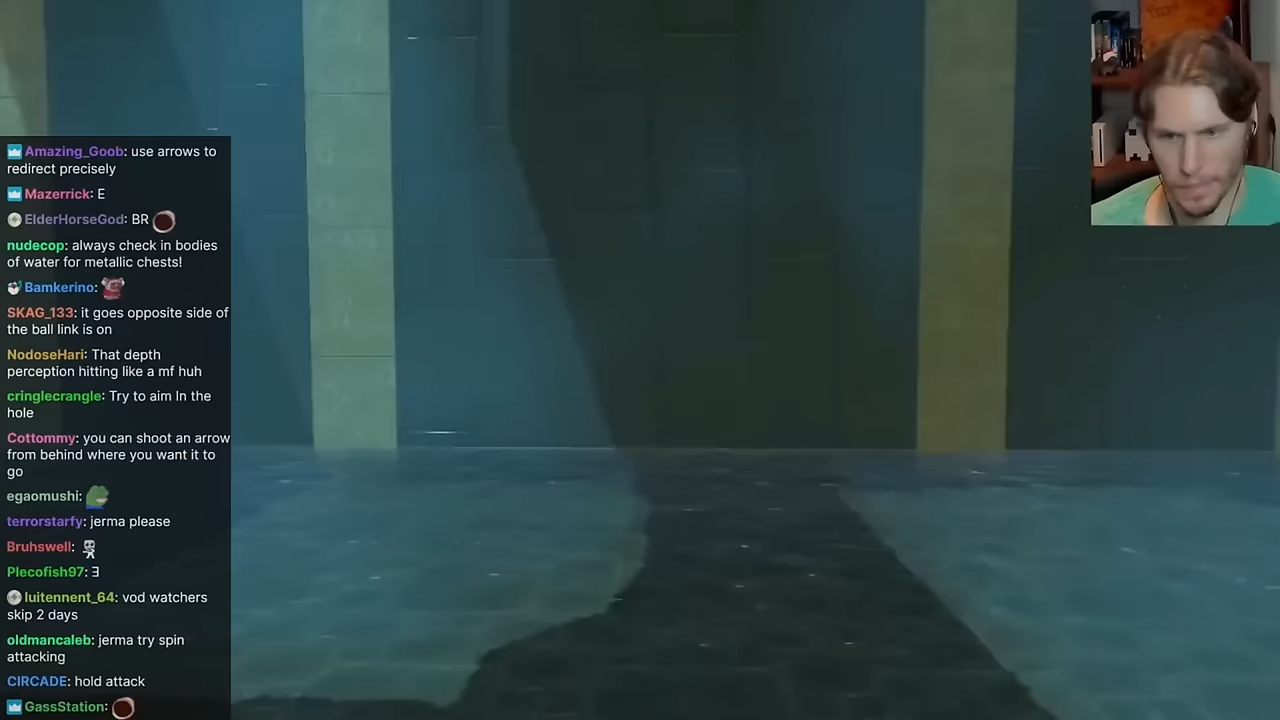 Amazing_Goob: use arrows to
redirect precisely
Mazerrick: E
ElderHorseGod: BR
nudecop: always check in bodies
of water for metallic chests!
Bamkerino:
SKAG_133: it goes opposite side of
the ball link is on
NodoseHari: That depth
perception hitting like a mf huh
cringlecrangle: Try to aim In the
hole
Cottommy: you can shoot an arrow
from behind where you want it to
go
egaomushi:
terrorstarfy: jerma please
Bruhswell:
Plecofish97: 3
luitennent_64: vod watchers
skip 2 days
oldmancaleb: jerma try spin
attacking
CIRCADE: hold attack
GassStation: